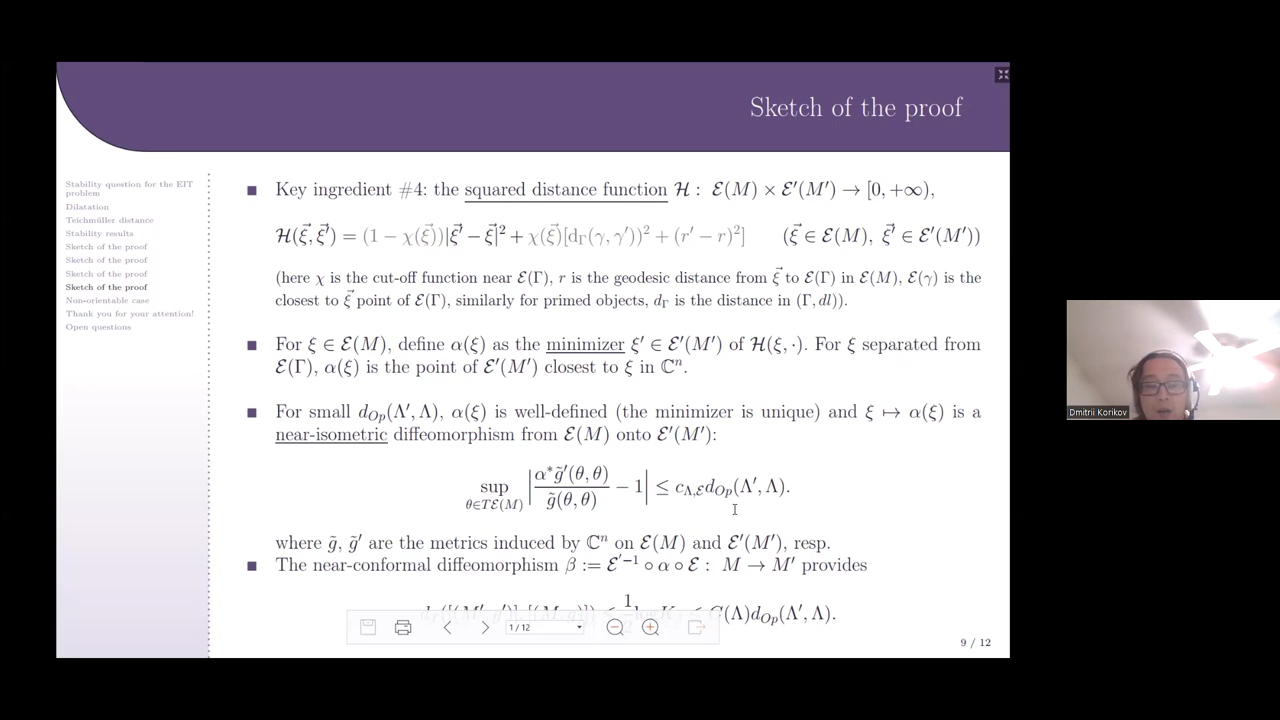 Sketch of the proof
Stability question for the EIT
problem
Dilatation
Teichmüller distance
Stability results
Sketch of the proof
Sketch of the proof
Sketch of the proof
Sketch of the proof
Non-orientable case
Thank you for your attention!
Open questions
■ Key ingredient #4: the squared distance function ℋ : ℰ(M) × ℰ′(M′) → [0, +∞),
ℋ(ξ⃗, ξ⃗′) = (1 − χ(ξ⃗))|ξ⃗′ − ξ⃗|² + χ(ξ⃗)[d_Γ(γ, γ′))² + (r′ − r)²] (ξ⃗ ∈ ℰ(M), ξ⃗′ ∈ ℰ′(M′))
(here χ is the cut-off function near ℰ(Γ), r is the geodesic distance from ξ⃗ to ℰ(Γ) in ℰ(M), ℰ(γ) is the
closest to ξ⃗ point of ℰ(Γ), similarly for primed objects, d_Γ is the distance in (Γ, dl)).
■ For ξ ∈ ℰ(M), define α(ξ) as the minimizer ξ′ ∈ ℰ′(M′) of ℋ(ξ, ·). For ξ separated from
ℰ(Γ), α(ξ) is the point of ℰ′(M′) closest to ξ in ℂⁿ.
■ For small d_{Op}(Λ′, Λ), α(ξ) is well-defined (the minimizer is unique) and ξ ↦ α(ξ) is a
near-isometric diffeomorphism from ℰ(M) onto ℰ′(M′):
sup_{θ∈Tℰ(M)} |α*g̃′(θ, θ) / g̃(θ, θ) − 1| ≤ c_{Λ,ℰ} d_{Op}(Λ′, Λ).
where g̃, g̃′ are the metrics induced by ℂⁿ on ℰ(M) and ℰ′(M′), resp.
■ The near-conformal diffeomorphism β := ℰ′⁻¹ ∘ α ∘ ℰ : M → M′ provides
(Λ)d_{Op}(Λ′, Λ).
1 / 12
9 / 12
Dmitrii Korikov